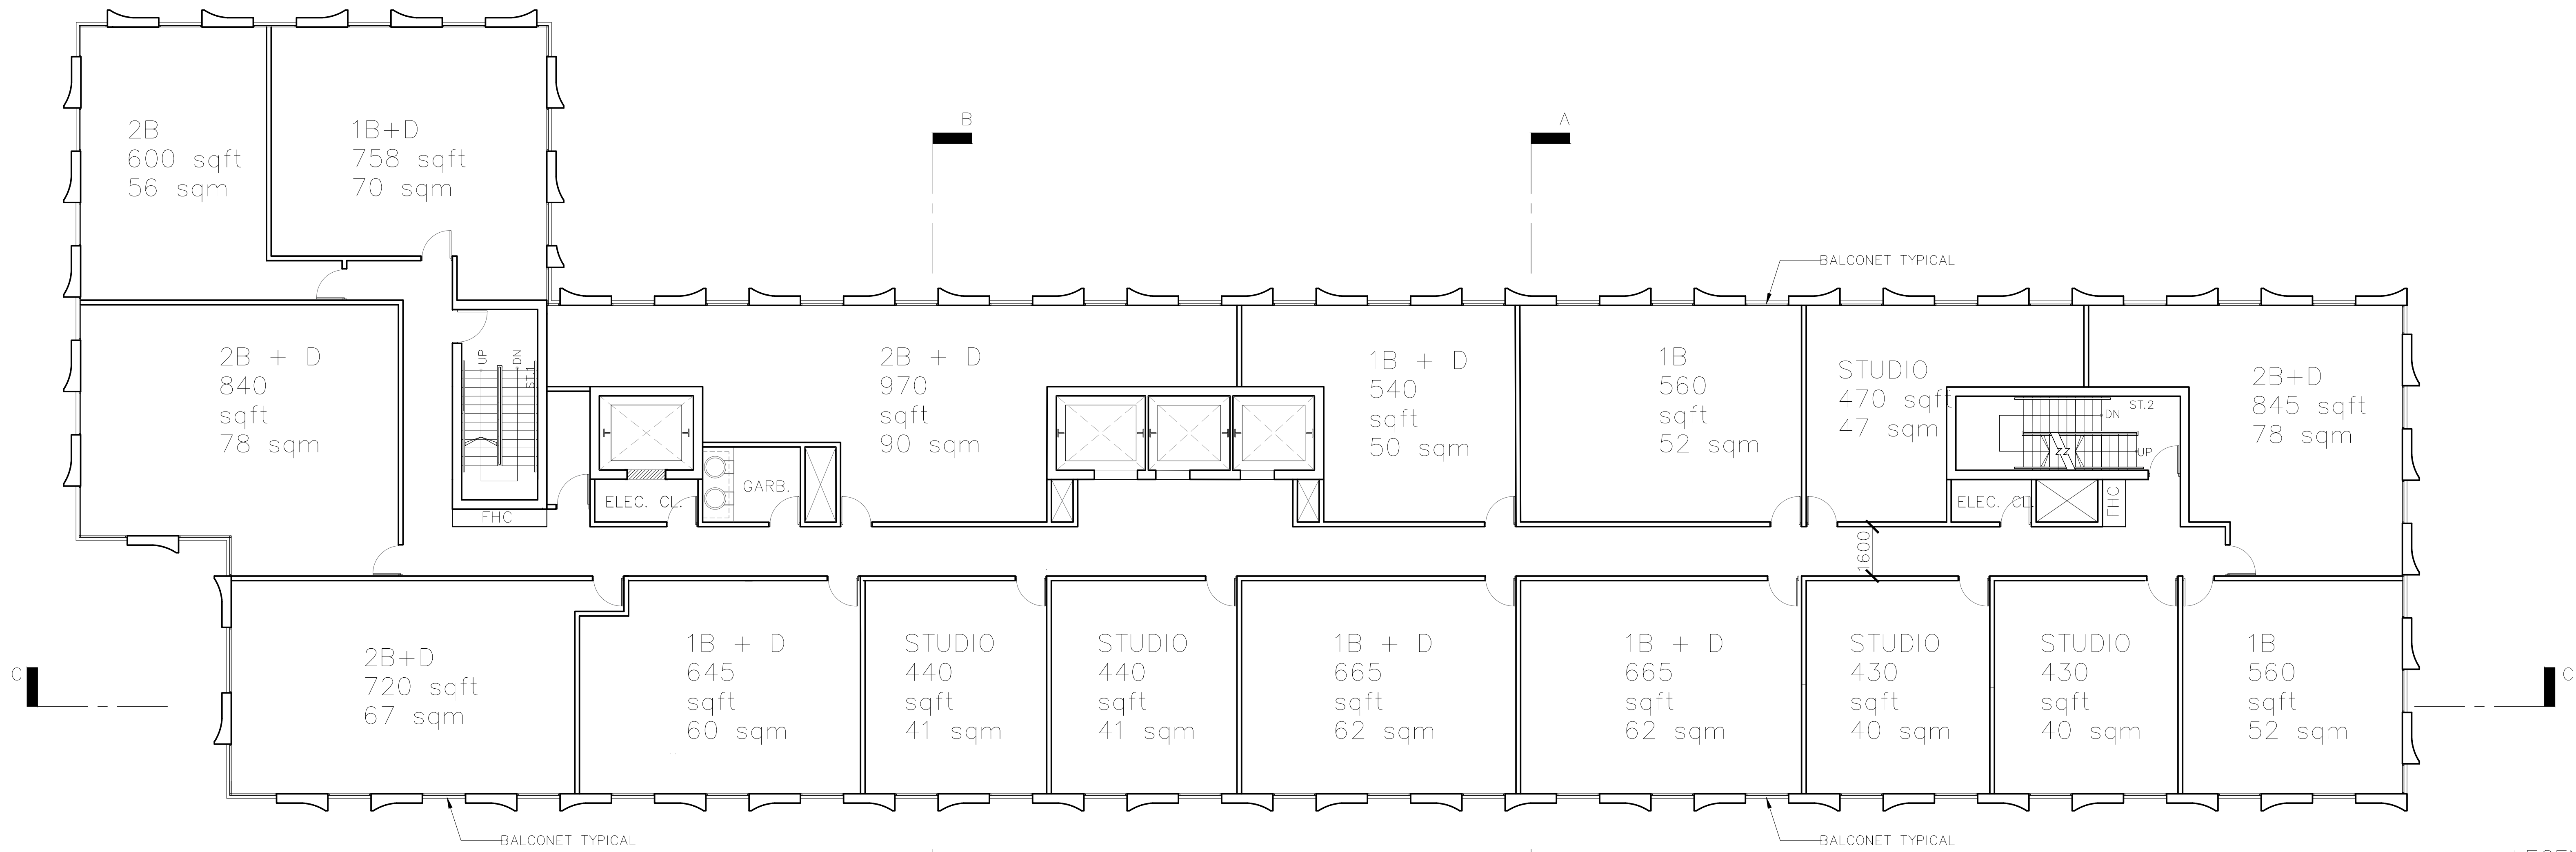 B
A
2B
600 sqft
56 sqm
1B+D
758 sqft
70 sqm
BALCONET TYPICAL
2B + D
840
sqft
78 sqm
UP
DN
ST.1
FHC
2B + D
970
sqft
90 sqm
ELEC. CL.
GARB.
1B + D
540
sqft
50 sqm
1B
560
sqft
52 sqm
STUDIO
470 sqft
47 sqm
ST.2
DN
UP
ELEC. CL.
FHC
2B+D
845 sqft
78 sqm
1600
C
2B+D
720 sqft
67 sqm
1B + D
645
sqft
60 sqm
STUDIO
440
sqft
41 sqm
STUDIO
440
sqft
41 sqm
1B + D
665
sqft
62 sqm
1B + D
665
sqft
62 sqm
STUDIO
430
sqft
40 sqm
STUDIO
430
sqft
40 sqm
1B
560
sqft
52 sqm
C
BALCONET TYPICAL
BALCONET TYPICAL